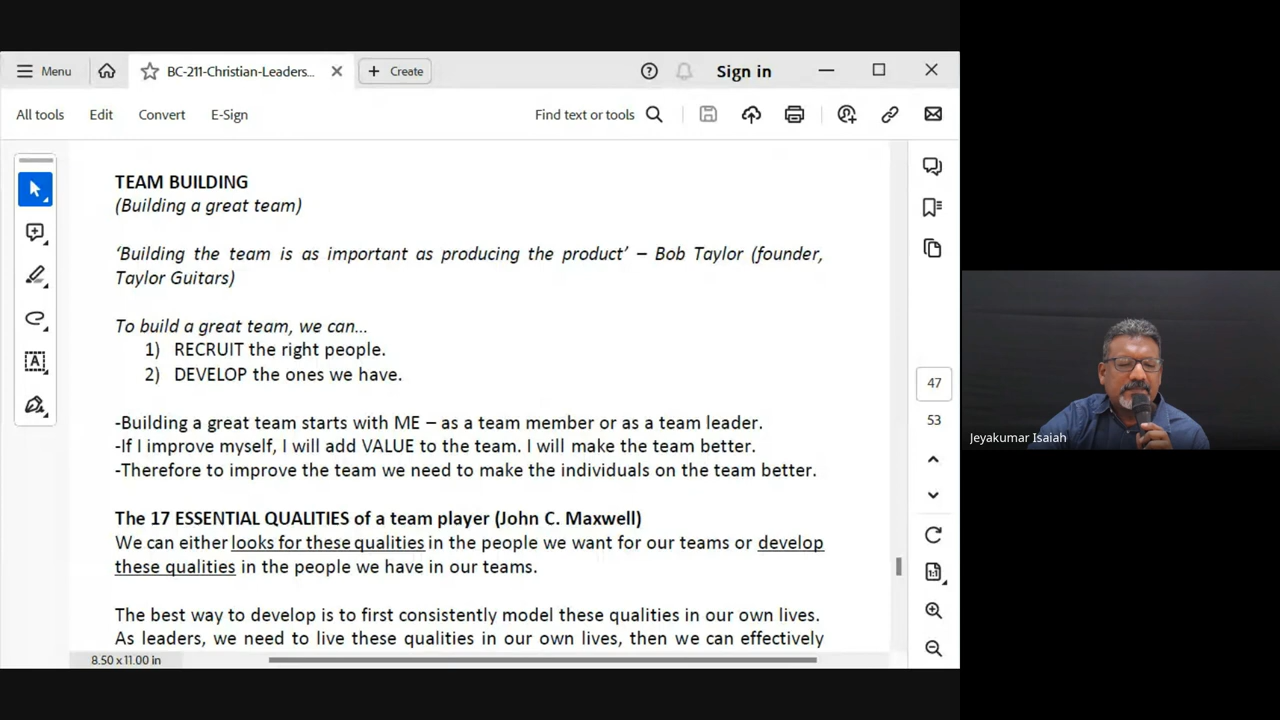 Menu
BC-211-Christian-Leaders...
Create
Sign in
All tools
Edit
Convert
E-Sign
Find text or tools
TEAM BUILDING
(Building a great team)
‘Building the team is as important as producing the product’ – Bob Taylor (founder,
Taylor Guitars)
To build a great team, we can…
1) RECRUIT the right people.
2) DEVELOP the ones we have.
-Building a great team starts with ME – as a team member or as a team leader.
-If I improve myself, I will add VALUE to the team. I will make the team better.
-Therefore to improve the team we need to make the individuals on the team better.
The 17 ESSENTIAL QUALITIES of a team player (John C. Maxwell)
We can either looks for these qualities in the people we want for our teams or develop
these qualities in the people we have in our teams.
The best way to develop is to first consistently model these qualities in our own lives.
As leaders, we need to live these qualities in our own lives, then we can effectively
8.50 x 11.00 in
47
53
1:1
Jeyakumar Isaiah